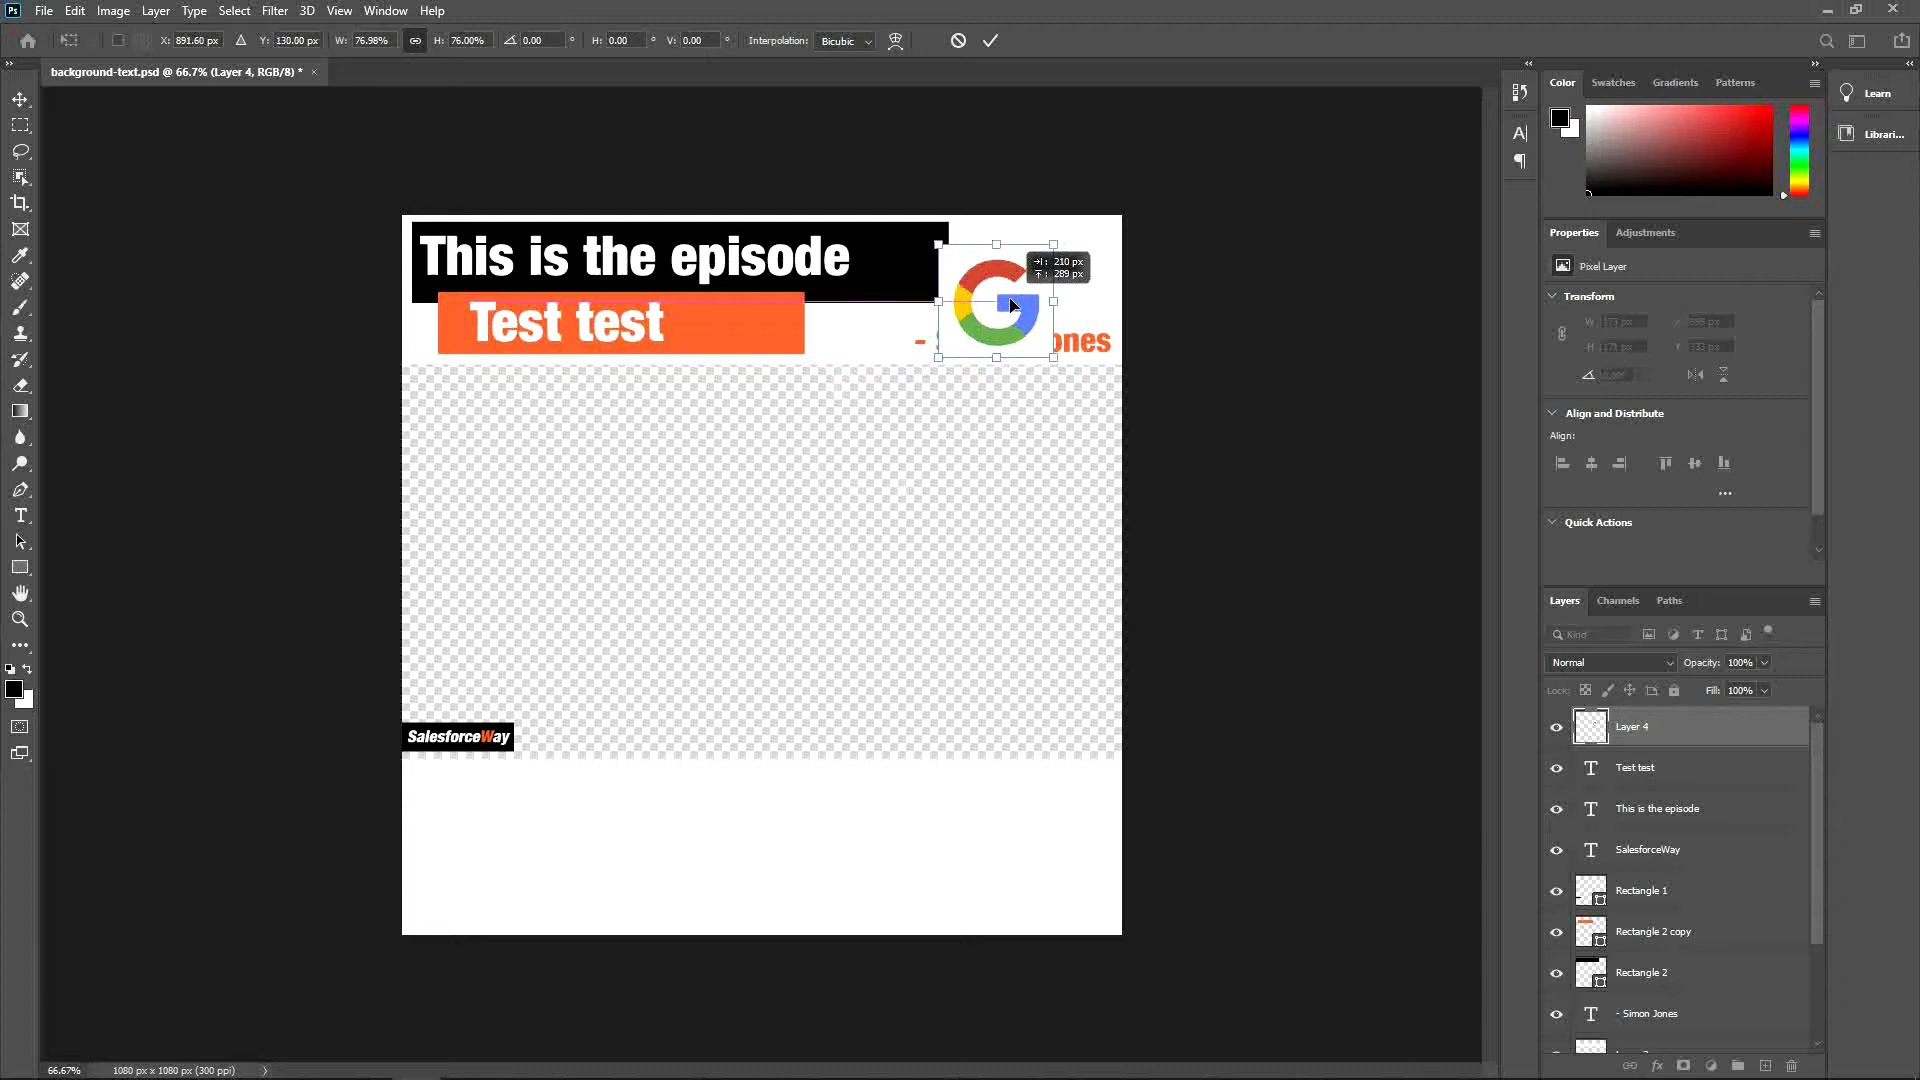 Ps File Edit Image Layer Type Select Filter 3D View Window Help
X: 891.60 px Y: 130.00 px W: 76.98% H: 76.00% 0.00 ° H: 0.00 ° V: 0.00 ° Interpolation: Bicubic
background-text.psd @ 66.7% (Layer 4, RGB/8) * ×
Color Swatches Gradients Patterns
Learn
Librari...
This is the episode
210 px
289 px
Test test
ones
SalesforceWay
Properties Adjustments
Pixel Layer
Transform
Align and Distribute
Align:
Quick Actions
Layers Channels Paths
Kind
Normal Opacity: 100%
Lock: Fill: 100%
Layer 4
Test test
This is the episode
SalesforceWay
Rectangle 1
Rectangle 2 copy
Rectangle 2
- Simon Jones
66.67% 1080 px x 1080 px (300 ppi)